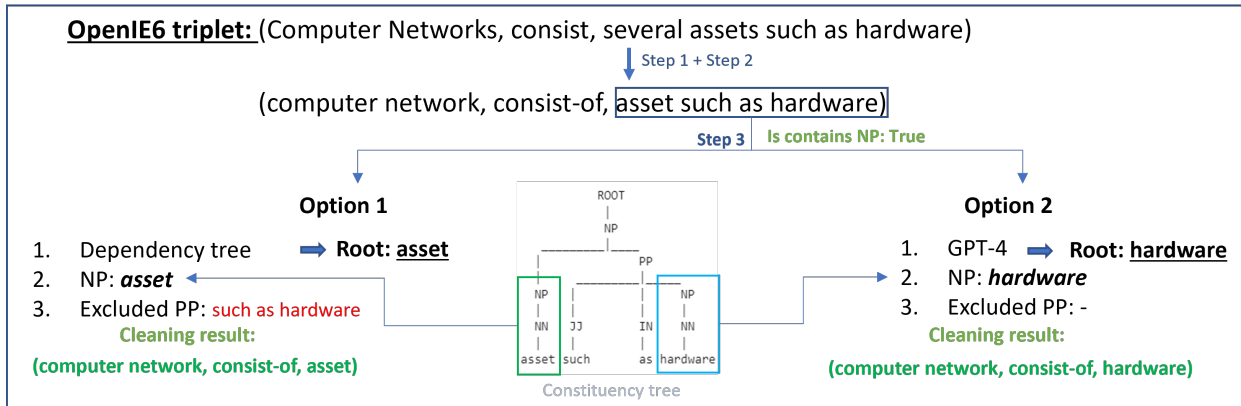 OpenIE6 triplet: (Computer Networks, consist, several assets such as hardware)
Step 1 + Step 2
(computer network, consist-of, asset such as hardware)
Step 3
Is contains NP: True
Option 1
1. Dependency tree
Root: asset
2. NP: asset
3. Excluded PP: such as hardware
Cleaning result:
(computer network, consist-of, asset)
ROOT
NP
PP
NP NP
NN JJ IN NN
asset such as hardware
Constituency tree
Option 2
1. GPT-4
Root: hardware
2. NP: hardware
3. Excluded PP: -
Cleaning result:
(computer network, consist-of, hardware)